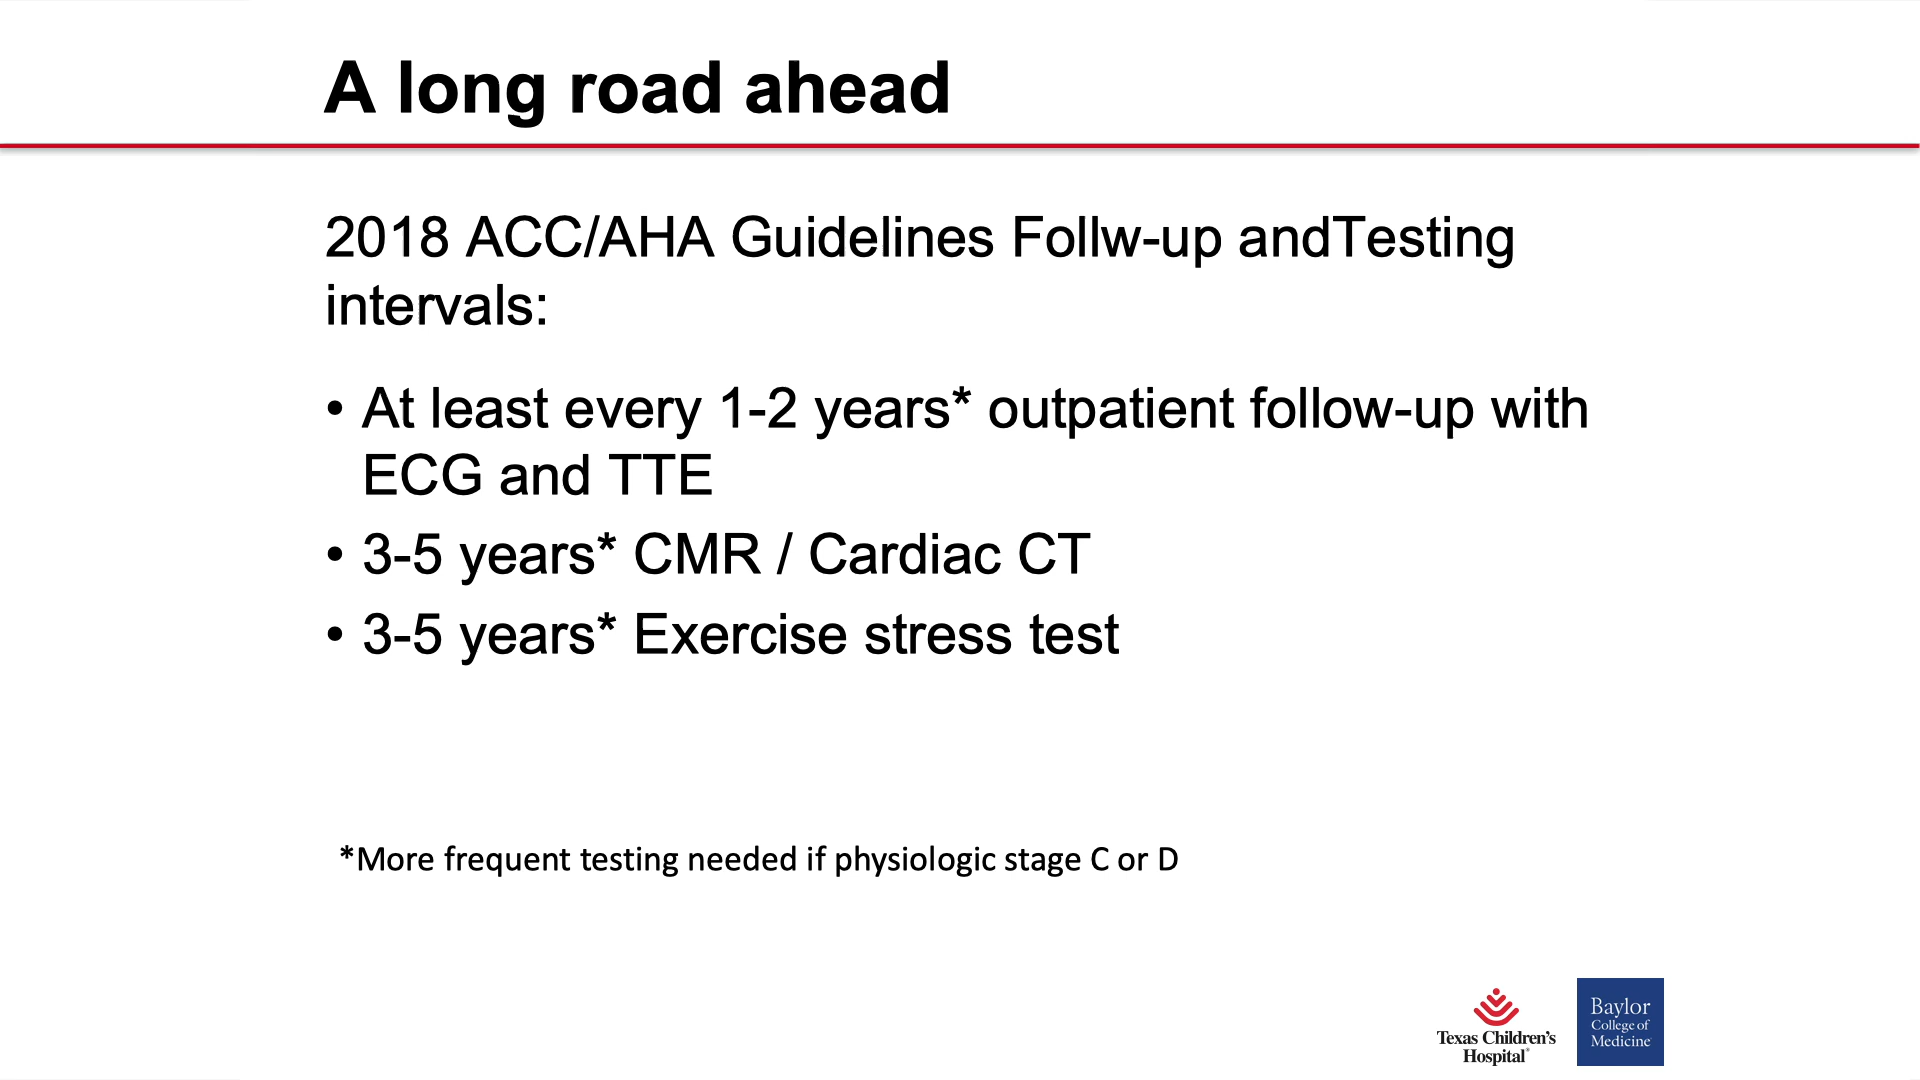 A long road ahead
2018 ACC/AHA Guidelines Follw-up andTesting
intervals:
• At least every 1-2 years* outpatient follow-up with
ECG and TTE
• 3-5 years* CMR / Cardiac CT
• 3-5 years* Exercise stress test
*More frequent testing needed if physiologic stage C or D
Texas Children's
Hospital®
Baylor
College of
Medicine